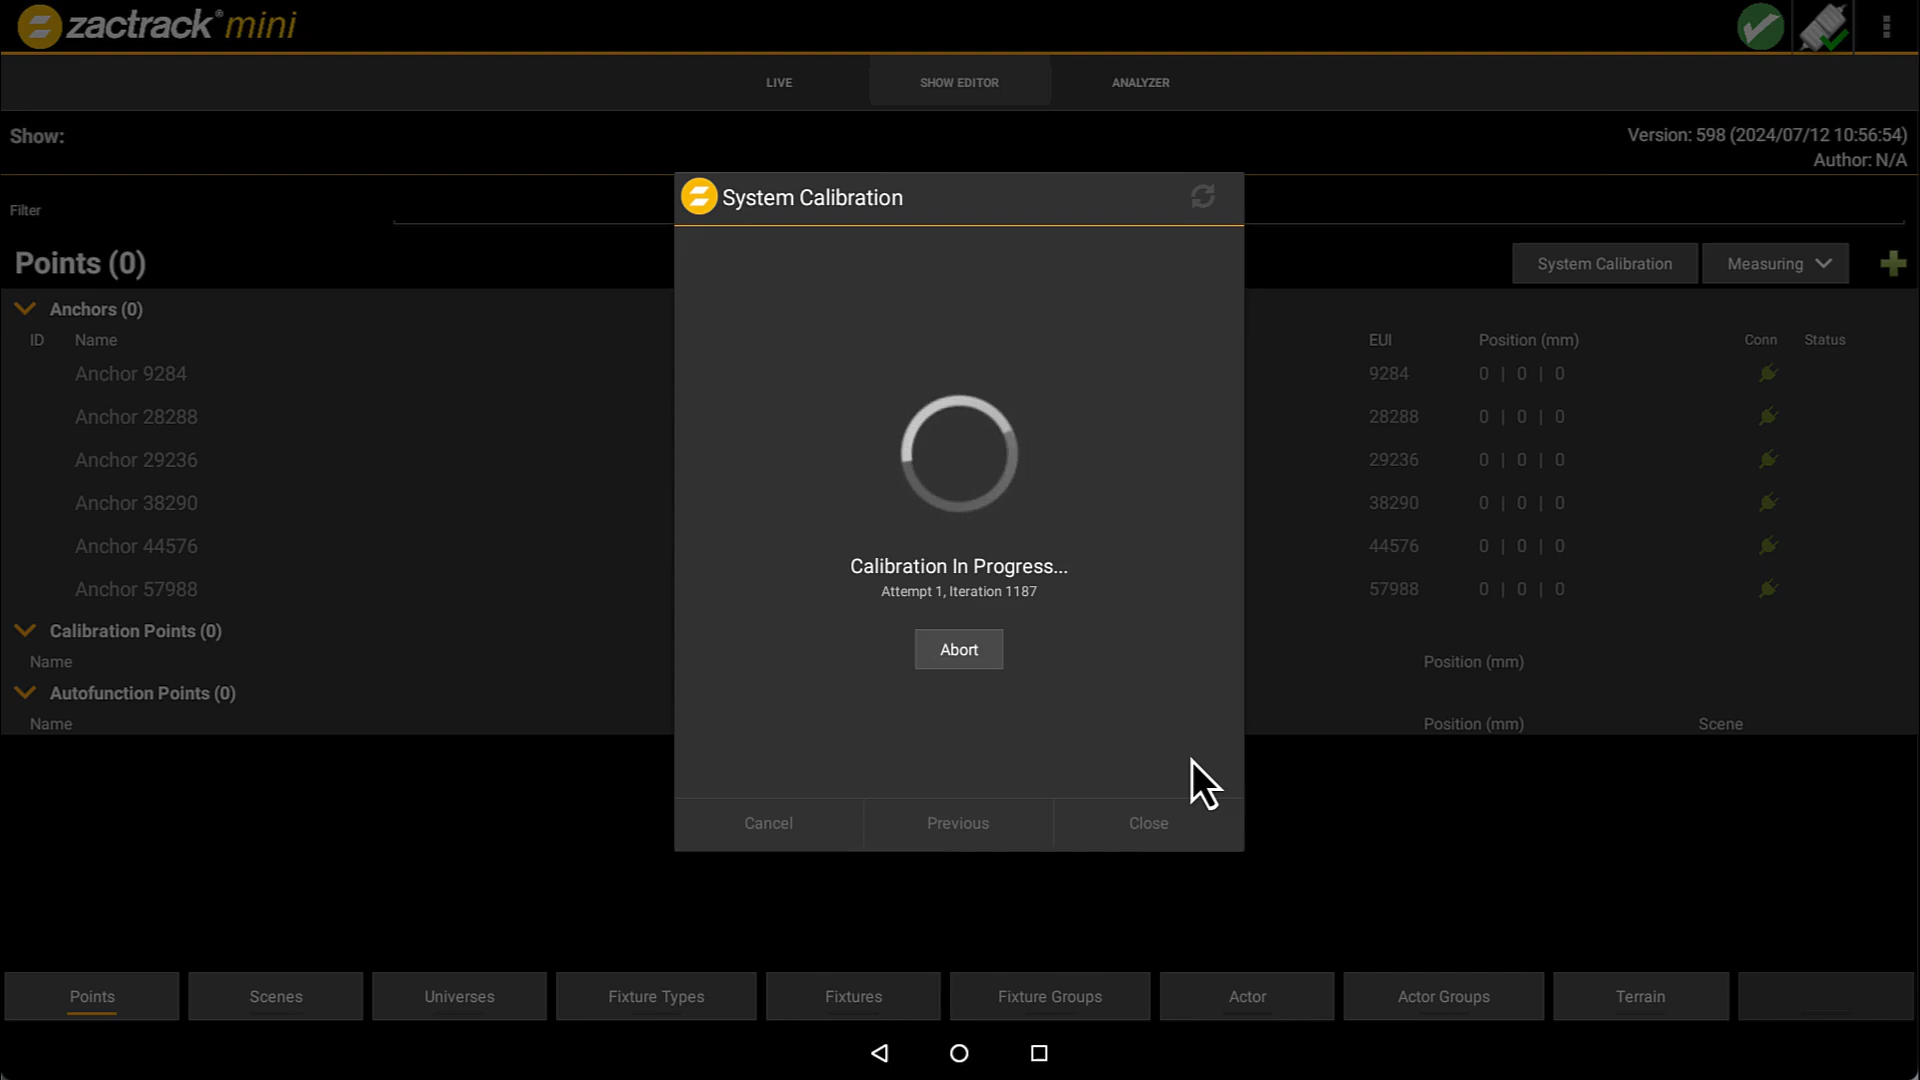 zactrack® mini
LIVE
SHOW EDITOR
ANALYZER
Show:
Version: 598 (2024/07/12 10:56:54)
Author: N/A
System Calibration
Filter
Points (0)
System Calibration
Measuring
Anchors (0)
ID
Name
EUI
Position (mm)
Conn
Status
Anchor 9284
9284
0 | 0 | 0
Anchor 28288
28288
0 | 0 | 0
Anchor 29236
29236
0 | 0 | 0
Anchor 38290
38290
0 | 0 | 0
Anchor 44576
44576
0 | 0 | 0
Anchor 57988
57988
0 | 0 | 0
Calibration In Progress...
Attempt 1, Iteration 1187
Abort
Calibration Points (0)
Name
Position (mm)
Autofunction Points (0)
Name
Position (mm)
Scene
Cancel
Previous
Close
Points
Scenes
Universes
Fixture Types
Fixtures
Fixture Groups
Actor
Actor Groups
Terrain